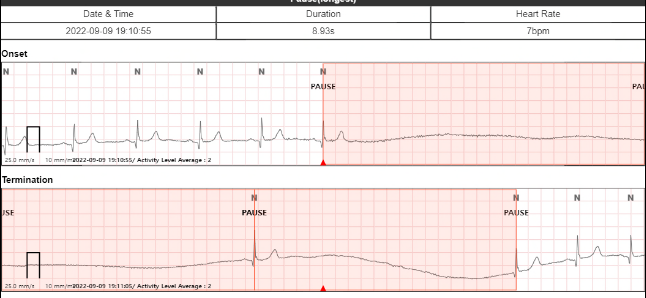 Pause(longest)
Date & Time Duration Heart Rate
2022-09-09 19:10:55 8.93s 7bpm
Onset
N N N N N N
PAUSE PAU
25.0 mm/s 10 mm/mV 2022-09-09 19:10:55/ Activity Level Average : 2
Termination
N N N N
USE PAUSE PAUSE
25.0 mm/s 10 mm/mV 2022-09-09 19:11:05/ Activity Level Average : 2